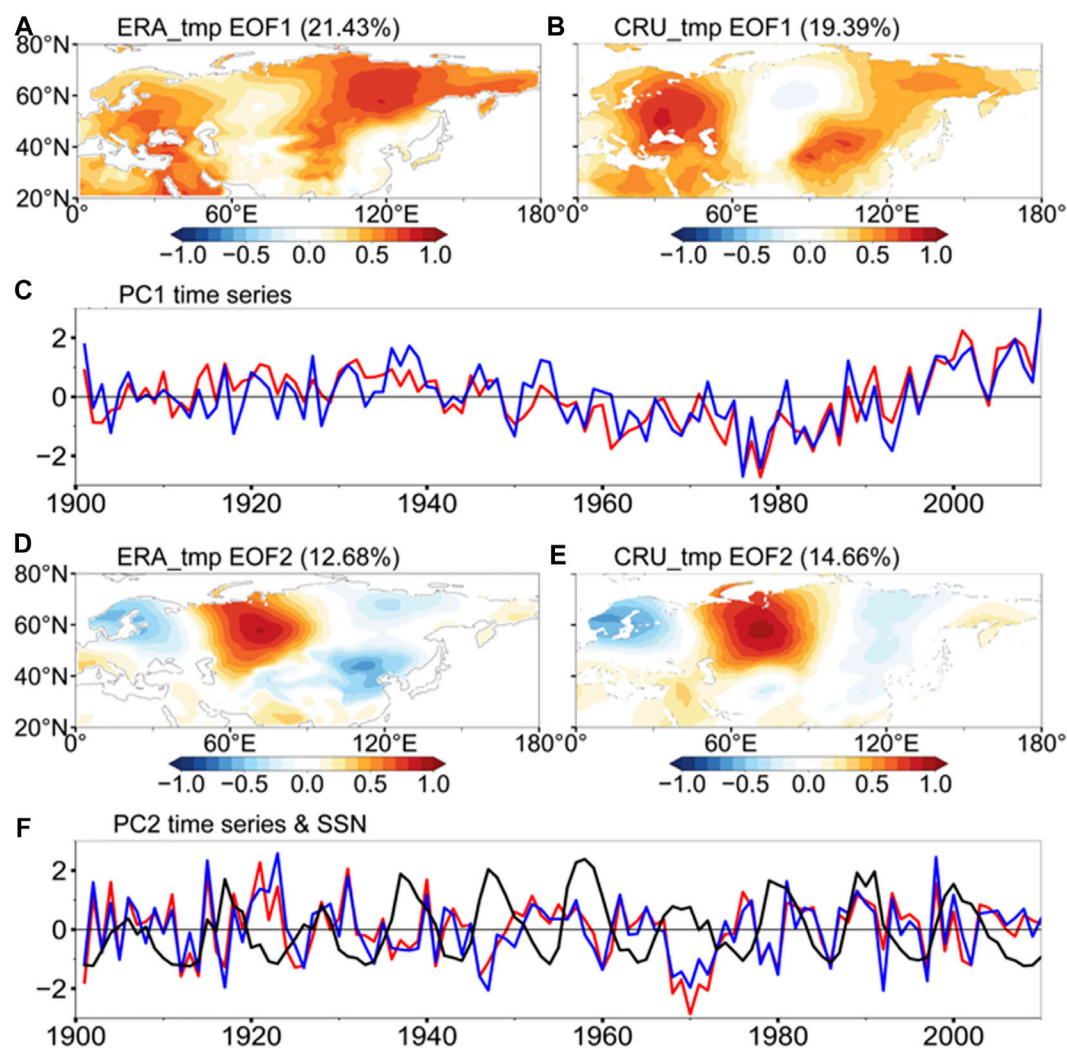 A ERA_tmp EOF1 (21.43%)
B CRU_tmp EOF1 (19.39%)
80°N
60°N
40°N
20°N
0° 60°E 120°E 180°
0° 60°E 120°E 180°
−1.0 −0.5 0.0 0.5 1.0
−1.0 −0.5 0.0 0.5 1.0
C PC1 time series
2
0
−2
1900 1920 1940 1960 1980 2000
D ERA_tmp EOF2 (12.68%)
E CRU_tmp EOF2 (14.66%)
80°N
60°N
40°N
20°N
0° 60°E 120°E 180°
0° 60°E 120°E 180°
−1.0 −0.5 0.0 0.5 1.0
−1.0 −0.5 0.0 0.5 1.0
F PC2 time series & SSN
2
0
−2
1900 1920 1940 1960 1980 2000